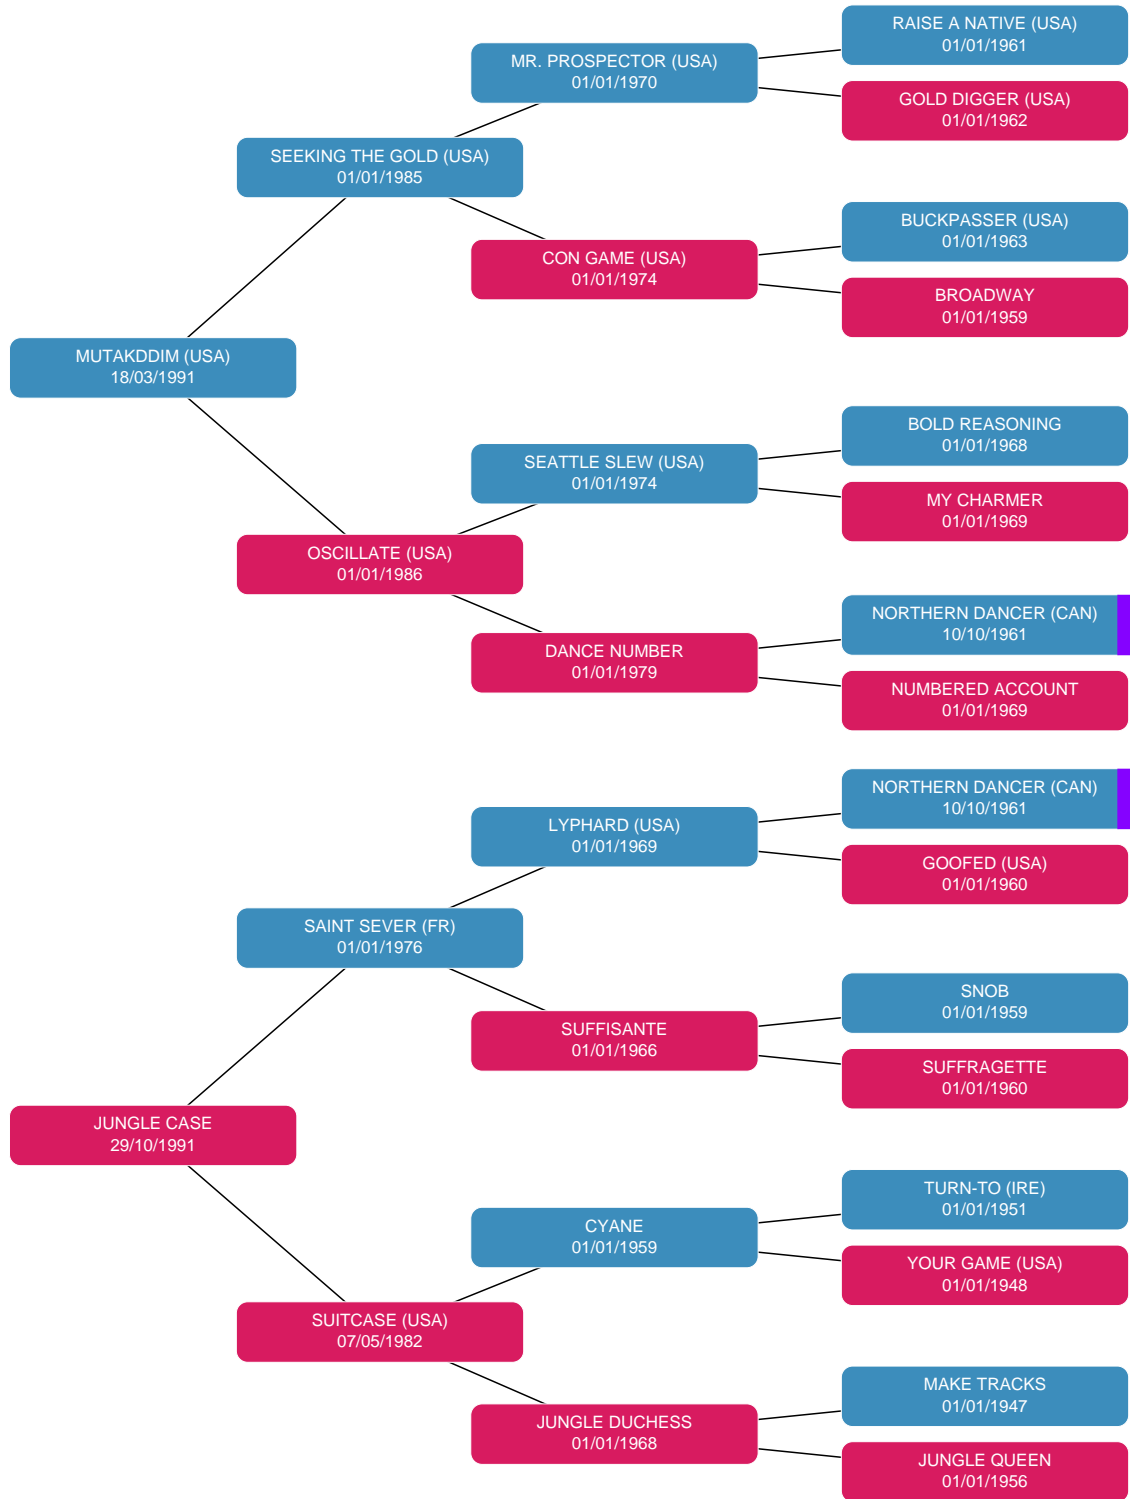 RAISE A NATIVE (USA)
01/01/1961
MR. PROSPECTOR (USA)
01/01/1970
GOLD DIGGER (USA)
01/01/1962
SEEKING THE GOLD (USA)
01/01/1985
BUCKPASSER (USA)
01/01/1963
CON GAME (USA)
01/01/1974
BROADWAY
01/01/1959
MUTAKDDIM (USA)
18/03/1991
BOLD REASONING
01/01/1968
SEATTLE SLEW (USA)
01/01/1974
MY CHARMER
01/01/1969
OSCILLATE (USA)
01/01/1986
NORTHERN DANCER (CAN)
10/10/1961
DANCE NUMBER
01/01/1979
NUMBERED ACCOUNT
01/01/1969
NORTHERN DANCER (CAN)
10/10/1961
LYPHARD (USA)
01/01/1969
GOOFED (USA)
01/01/1960
SAINT SEVER (FR)
01/01/1976
SNOB
01/01/1959
SUFFISANTE
01/01/1966
SUFFRAGETTE
01/01/1960
JUNGLE CASE
29/10/1991
TURN-TO (IRE)
01/01/1951
CYANE
01/01/1959
YOUR GAME (USA)
01/01/1948
SUITCASE (USA)
07/05/1982
MAKE TRACKS
01/01/1947
JUNGLE DUCHESS
01/01/1968
JUNGLE QUEEN
01/01/1956